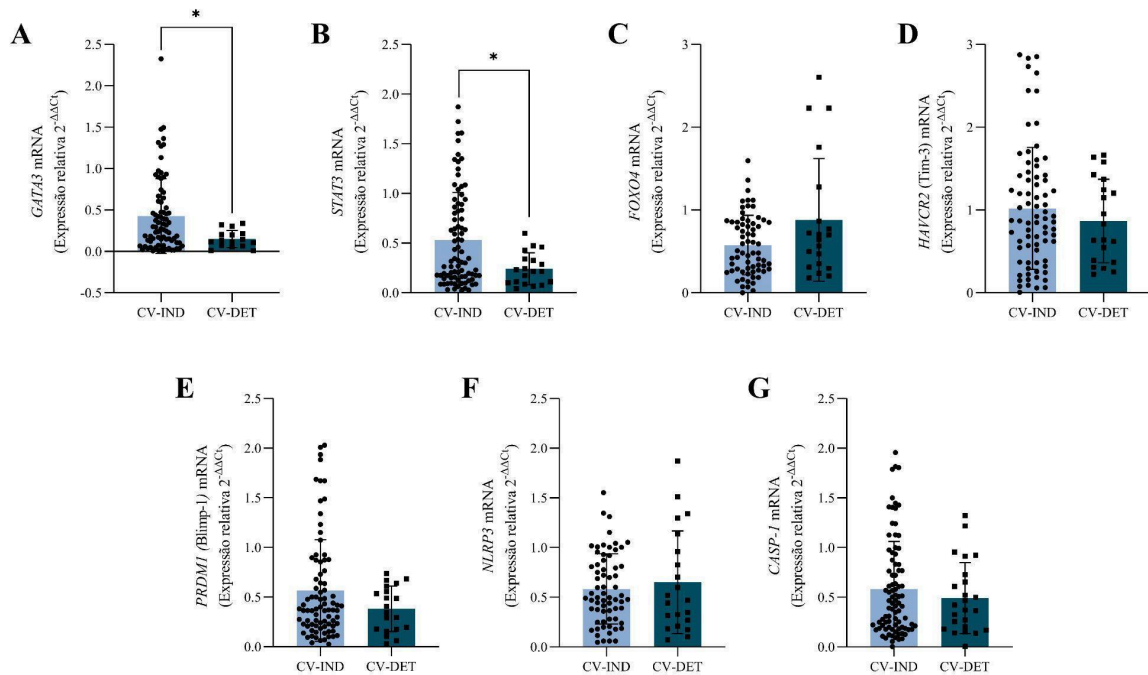 A
GATA3 mRNA
(Expressão relativa 2^-ΔΔCt)
2.5
2.0
1.5
1.0
0.5
0.0
-0.5
*
CV-IND CV-DET
B
STAT3 mRNA
(Expressão relativa 2^-ΔΔCt)
2.5
2.0
1.5
1.0
0.5
0.0
*
CV-IND CV-DET
C
FOXO4 mRNA
(Expressão relativa 2^-ΔΔCt)
3
2
1
0
CV-IND CV-DET
D
HAVCR2 (Tim-3) mRNA
(Expressão relativa 2^-ΔΔCt)
3
2
1
0
CV-IND CV-DET
E
PRDM1 (Blimp-1) mRNA
(Expressão relativa 2^-ΔΔCt)
2.5
2.0
1.5
1.0
0.5
0.0
CV-IND CV-DET
F
NLRP3 mRNA
(Expressão relativa 2^-ΔΔCt)
2.5
2.0
1.5
1.0
0.5
0.0
CV-IND CV-DET
G
CASP-1 mRNA
(Expressão relativa 2^-ΔΔCt)
2.5
2.0
1.5
1.0
0.5
0.0
CV-IND CV-DET